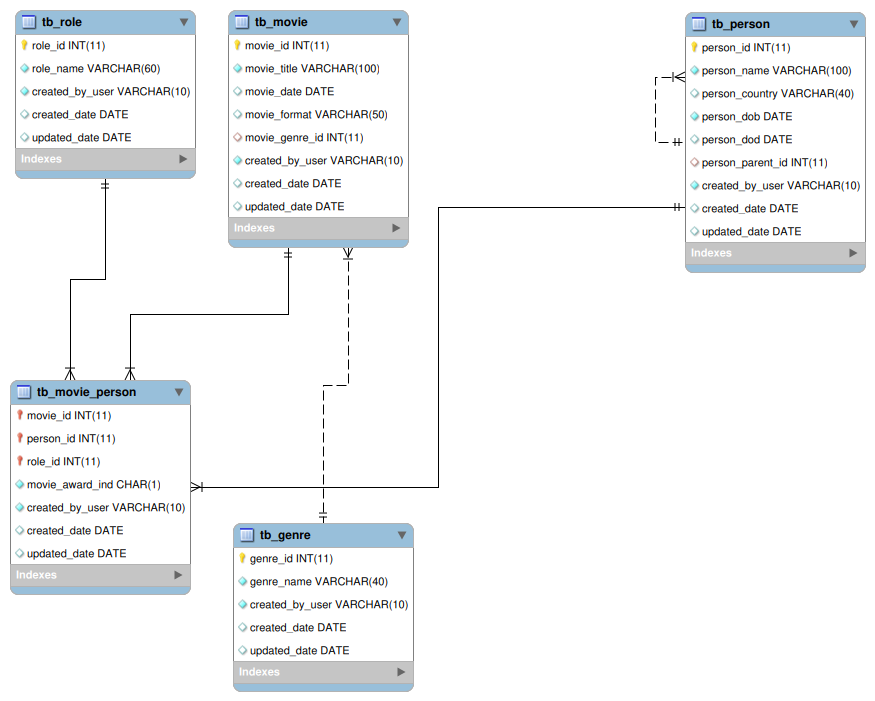 tb_role
role_id INT(11)
role_name VARCHAR(60)
created_by_user VARCHAR(10)
created_date DATE
updated_date DATE
Indexes
tb_movie
movie_id INT(11)
movie_title VARCHAR(100)
movie_date DATE
movie_format VARCHAR(50)
movie_genre_id INT(11)
created_by_user VARCHAR(10)
created_date DATE
updated_date DATE
Indexes
tb_person
person_id INT(11)
person_name VARCHAR(100)
person_country VARCHAR(40)
person_dob DATE
person_dod DATE
person_parent_id INT(11)
created_by_user VARCHAR(10)
created_date DATE
updated_date DATE
Indexes
tb_movie_person
movie_id INT(11)
person_id INT(11)
role_id INT(11)
movie_award_ind CHAR(1)
created_by_user VARCHAR(10)
created_date DATE
updated_date DATE
Indexes
tb_genre
genre_id INT(11)
genre_name VARCHAR(40)
created_by_user VARCHAR(10)
created_date DATE
updated_date DATE
Indexes